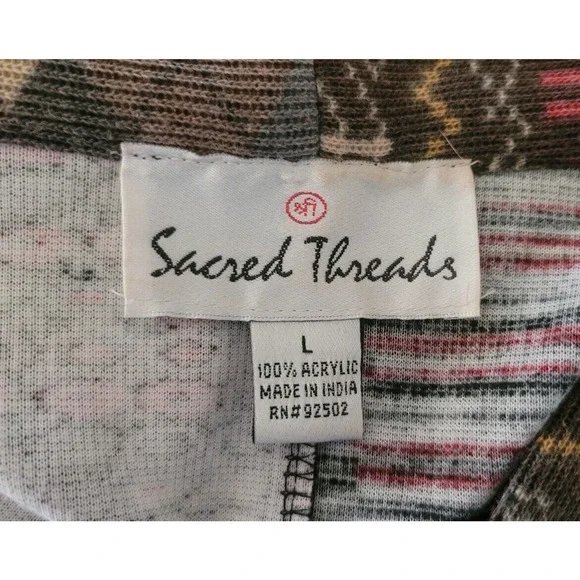 श्री
Sacred Threads
L
100% ACRYLIC
MADE IN INDIA
RN#92502